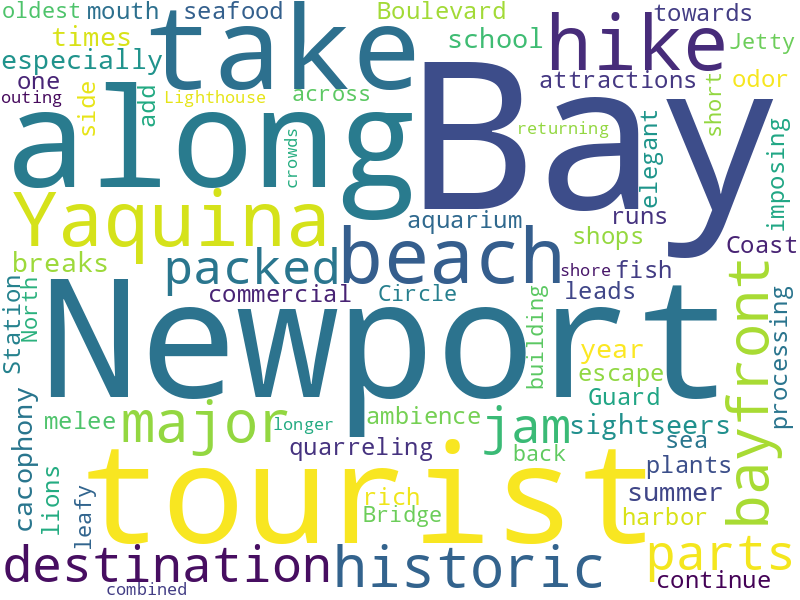 oldest mouth seafood Boulevard towards
times take school hike Jetty
especially attractions odor
one outing side add Lighthouse across short
along crowds Bay returning elegant imposing
Yaquina aquarium runs
breaks packed beach shops Coast
shore fish
commercial Circle leads
Station North Newport building bayfront processing
year
escape
Guard
melee major longer ambience jam sightseers
cacophony quarreling back sea
lions leafy tourist rich plants
Bridge summer
harbor
destination historic parts
combined continue